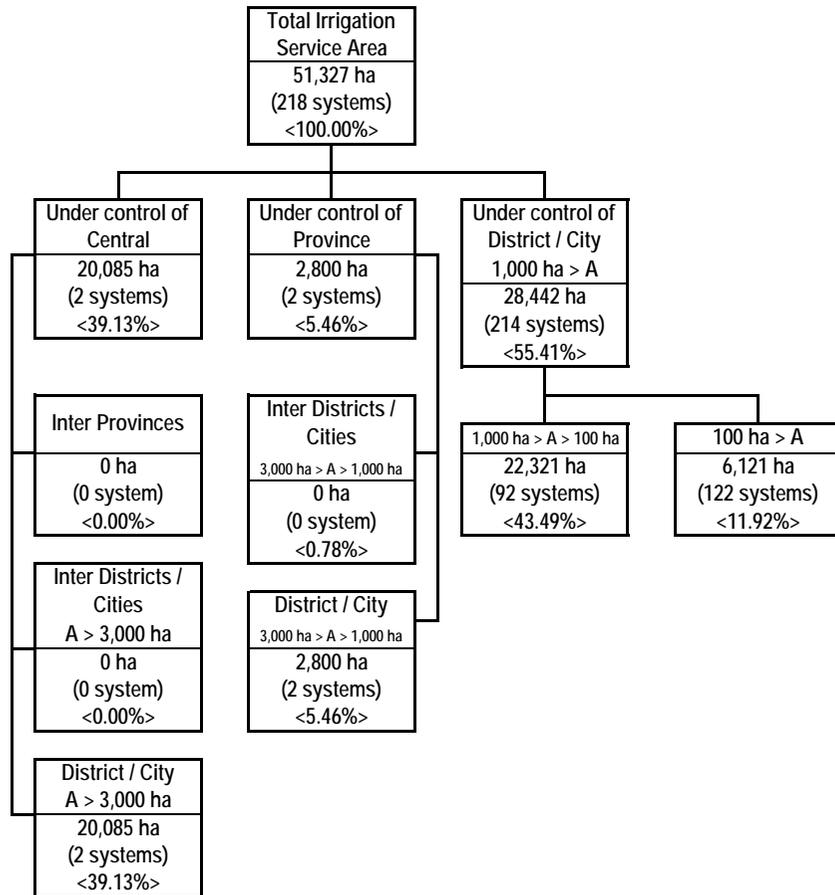 Total Irrigation
Service Area
51,327 ha
(218 systems)
<100.00%>
Under control of
Central
20,085 ha
(2 systems)
<39.13%>
Under control of
Province
2,800 ha
(2 systems)
<5.46%>
Under control of
District / City
1,000 ha > A
28,442 ha
(214 systems)
<55.41%>
Inter Provinces
0 ha
(0 system)
<0.00%>
Inter Districts /
Cities
3,000 ha > A > 1,000 ha
0 ha
(0 system)
<0.78%>
1,000 ha > A > 100 ha
22,321 ha
(92 systems)
<43.49%>
100 ha > A
6,121 ha
(122 systems)
<11.92%>
Inter Districts /
Cities
A > 3,000 ha
0 ha
(0 system)
<0.00%>
District / City
3,000 ha > A > 1,000 ha
2,800 ha
(2 systems)
<5.46%>
District / City
A > 3,000 ha
20,085 ha
(2 systems)
<39.13%>